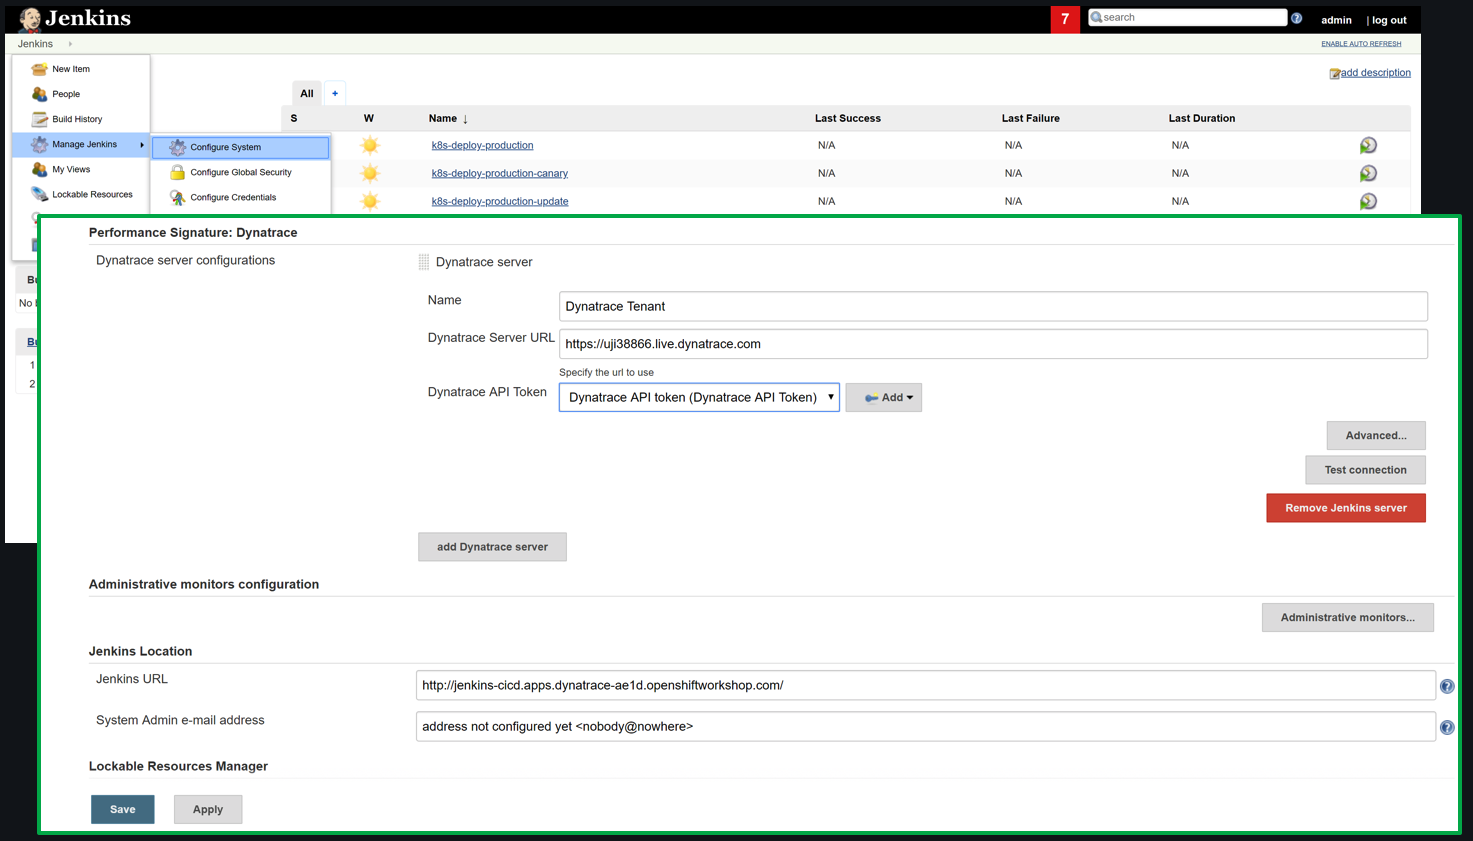 Jenkins
7
search
admin
| log out
Jenkins
ENABLE AUTO REFRESH
New Item
People
Build History
Manage Jenkins
My Views
Lockable Resources
Configure System
Configure Global Security
Configure Credentials
add description
All +
S W Name ↓ Last Success Last Failure Last Duration
k8s-deploy-production N/A N/A N/A
k8s-deploy-production-canary N/A N/A N/A
k8s-deploy-production-update N/A N/A N/A
Bu
No
Bu
1
2
Performance Signature: Dynatrace
Dynatrace server configurations
Dynatrace server
Name
Dynatrace Tenant
Dynatrace Server URL
https://uji38866.live.dynatrace.com
Specify the url to use
Dynatrace API Token
Dynatrace API token (Dynatrace API Token)
Add
Advanced...
Test connection
Remove Jenkins server
add Dynatrace server
Administrative monitors configuration
Administrative monitors...
Jenkins Location
Jenkins URL
http://jenkins-cicd.apps.dynatrace-ae1d.openshiftworkshop.com/
System Admin e-mail address
address not configured yet <nobody@nowhere>
Lockable Resources Manager
Save
Apply